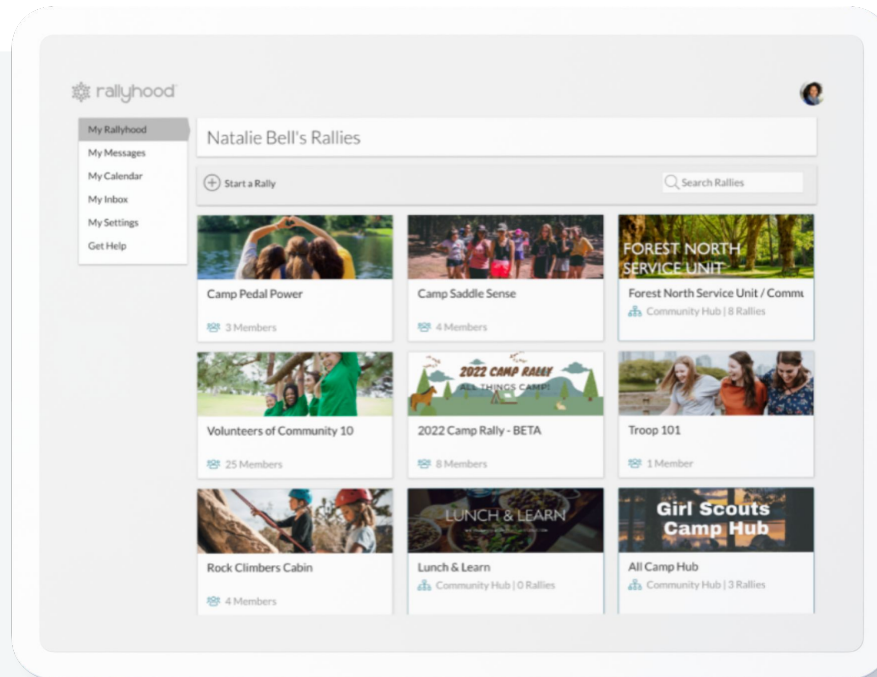 rallyhood
My Rallyhood
My Messages
My Calendar
My Inbox
My Settings
Get Help
Natalie Bell's Rallies
Start a Rally
Search Rallies
Camp Pedal Power
3 Members
Camp Saddle Sense
4 Members
FOREST NORTH
SERVICE UNIT
Forest North Service Unit / Commu
Community Hub | 8 Rallies
Volunteers of Community 10
25 Members
2022 CAMP RALLY
ALL THINGS CAMP!
2022 Camp Rally - BETA
8 Members
Troop 101
1 Member
Rock Climbers Cabin
4 Members
LUNCH & LEARN
Lunch & Learn
Community Hub | 0 Rallies
Girl Scouts
Camp Hub
All Camp Hub
Community Hub | 3 Rallies